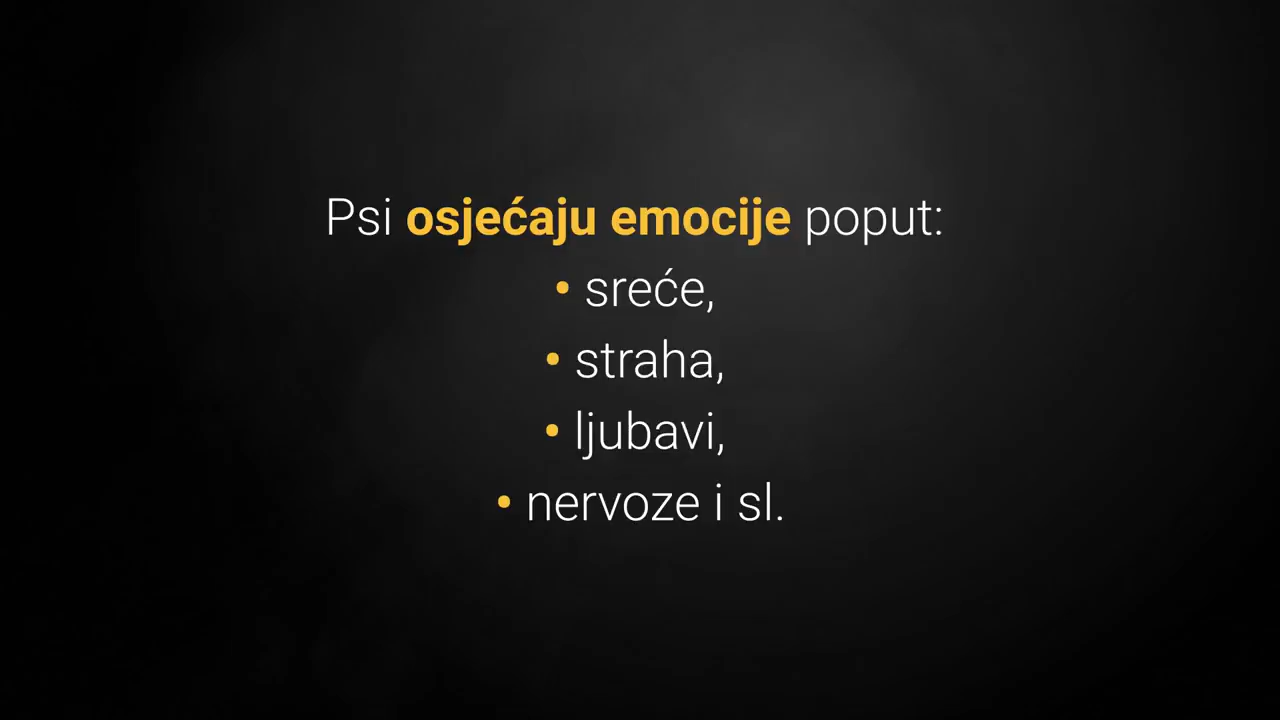 Psi osjećaju emocije poput:
• sreće,
• straha,
• ljubavi,
• nervoze i sl.